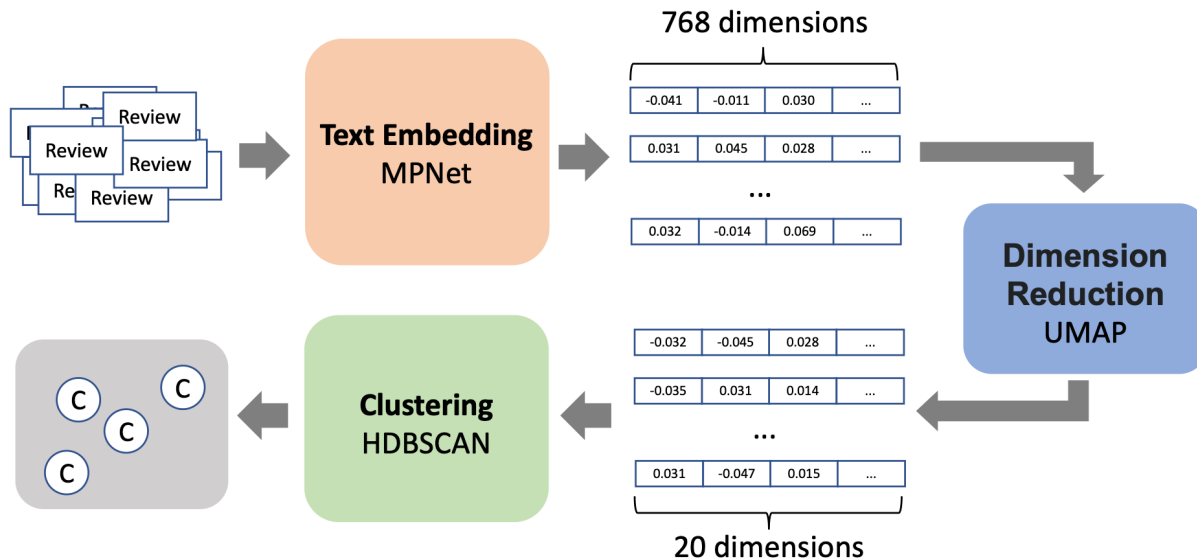 768 dimensions
Review
Review
Review
Review
Text Embedding
MPNet
-0.041 -0.011 0.030 ...
0.031 0.045 0.028 ...
...
0.032 -0.014 0.069 ...
Dimension
Reduction
UMAP
-0.032 -0.045 0.028 ...
-0.035 0.031 0.014 ...
...
0.031 -0.047 0.015 ...
20 dimensions
Clustering
HDBSCAN
C
C
C
C